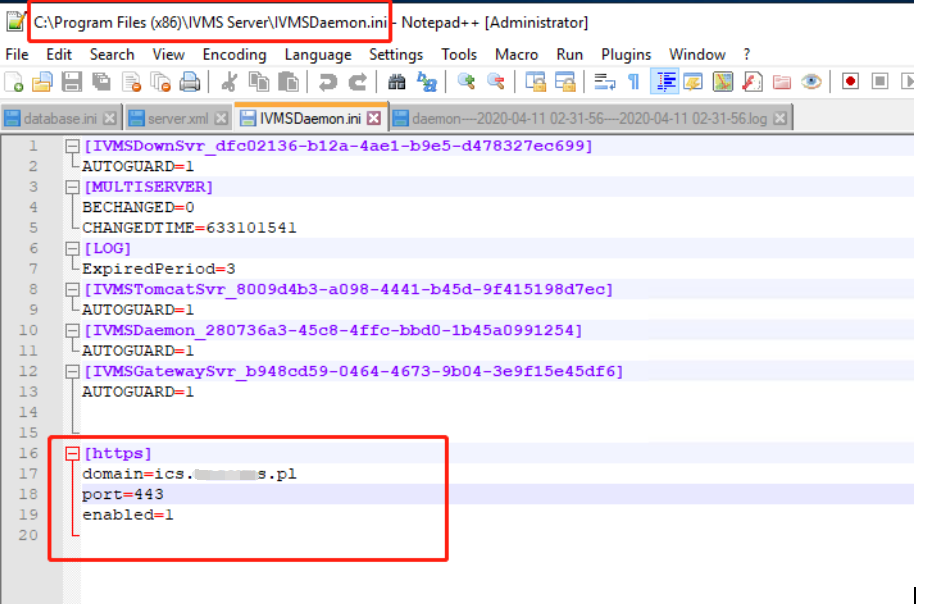 C:\Program Files (x86)\IVMS Server\IVMSDaemon.ini - Notepad++ [Administrator]
File Edit Search View Encoding Language Settings Tools Macro Run Plugins Window ?
database.ini server.xml IVMSDaemon.ini daemon----2020-04-11 02-31-56----2020-04-11 02-31-56.log
1 [IVMSDownSvr_dfc02136-b12a-4ae1-b9e5-d478327ec699]
2 AUTOGUARD=1
3 [MULTISERVER]
4 BECHANGED=0
5 CHANGEDTIME=633101541
6 [LOG]
7 ExpiredPeriod=3
8 [IVMSTomcatSvr_8009d4b3-a098-4441-b45d-9f415198d7ec]
9 AUTOGUARD=1
10 [IVMSDaemon_280736a3-45c8-4ffc-bbd0-1b45a0991254]
11 AUTOGUARD=1
12 [IVMSGatewaySvr_b948cd59-0464-4673-9b04-3e9f15e45df6]
13 AUTOGUARD=1
14
15
16 [https]
17 domain=ics. s.pl
18 port=443
19 enabled=1
20